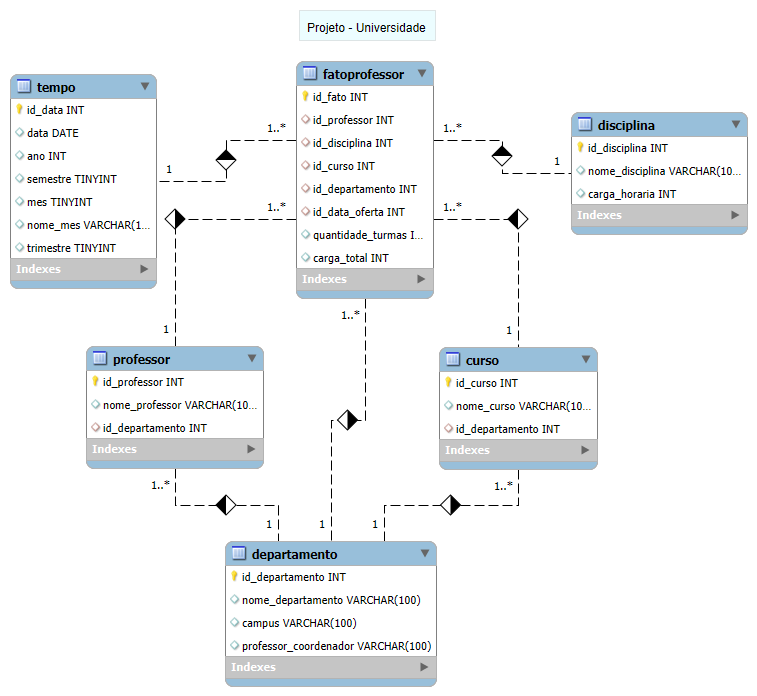 Projeto - Universidade
tempo
id_data INT
data DATE
ano INT
semestre TINYINT
mes TINYINT
nome_mes VARCHAR(1...
trimestre TINYINT
Indexes
fatoprofessor
id_fato INT
id_professor INT
id_disciplina INT
id_curso INT
id_departamento INT
id_data_oferta INT
quantidade_turmas I...
carga_total INT
Indexes
disciplina
id_disciplina INT
nome_disciplina VARCHAR(10...
carga_horaria INT
Indexes
1..*
1
1..*
1
1..*
1
1..*
1
1..*
1
professor
id_professor INT
nome_professor VARCHAR(10...
id_departamento INT
Indexes
curso
id_curso INT
nome_curso VARCHAR(10...
id_departamento INT
Indexes
1..*
1
1..*
1
departamento
id_departamento INT
nome_departamento VARCHAR(100)
campus VARCHAR(100)
professor_coordenador VARCHAR(100)
Indexes